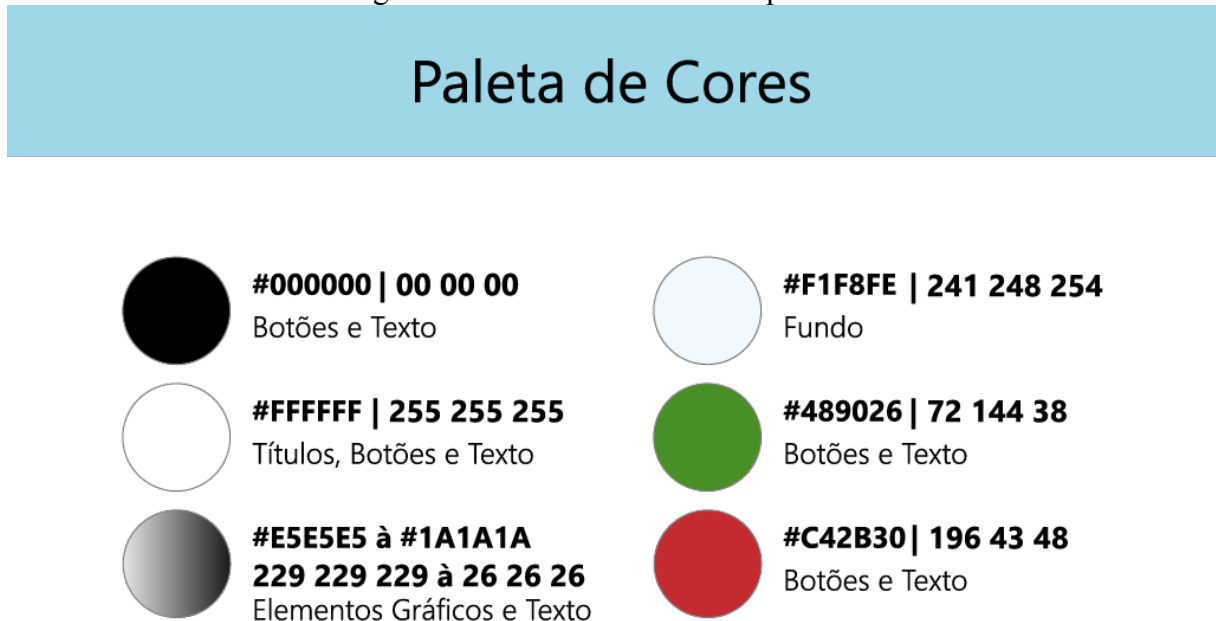 Paleta de Cores
#000000 | 00 00 00
Botões e Texto
#FFFFFF | 255 255 255
Títulos, Botões e Texto
#E5E5E5 à #1A1A1A
229 229 229 à 26 26 26
Elementos Gráficos e Texto
#F1F8FE | 241 248 254
Fundo
#489026 | 72 144 38
Botões e Texto
#C42B30 | 196 43 48
Botões e Texto